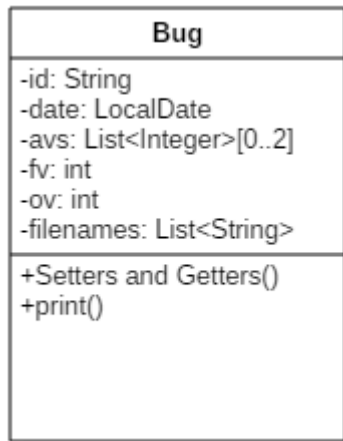 Bug
-id: String
-date: LocalDate
-avs: List<Integer>[0..2]
-fv: int
-ov: int
-filenames: List<String>
+Setters and Getters()
+print()